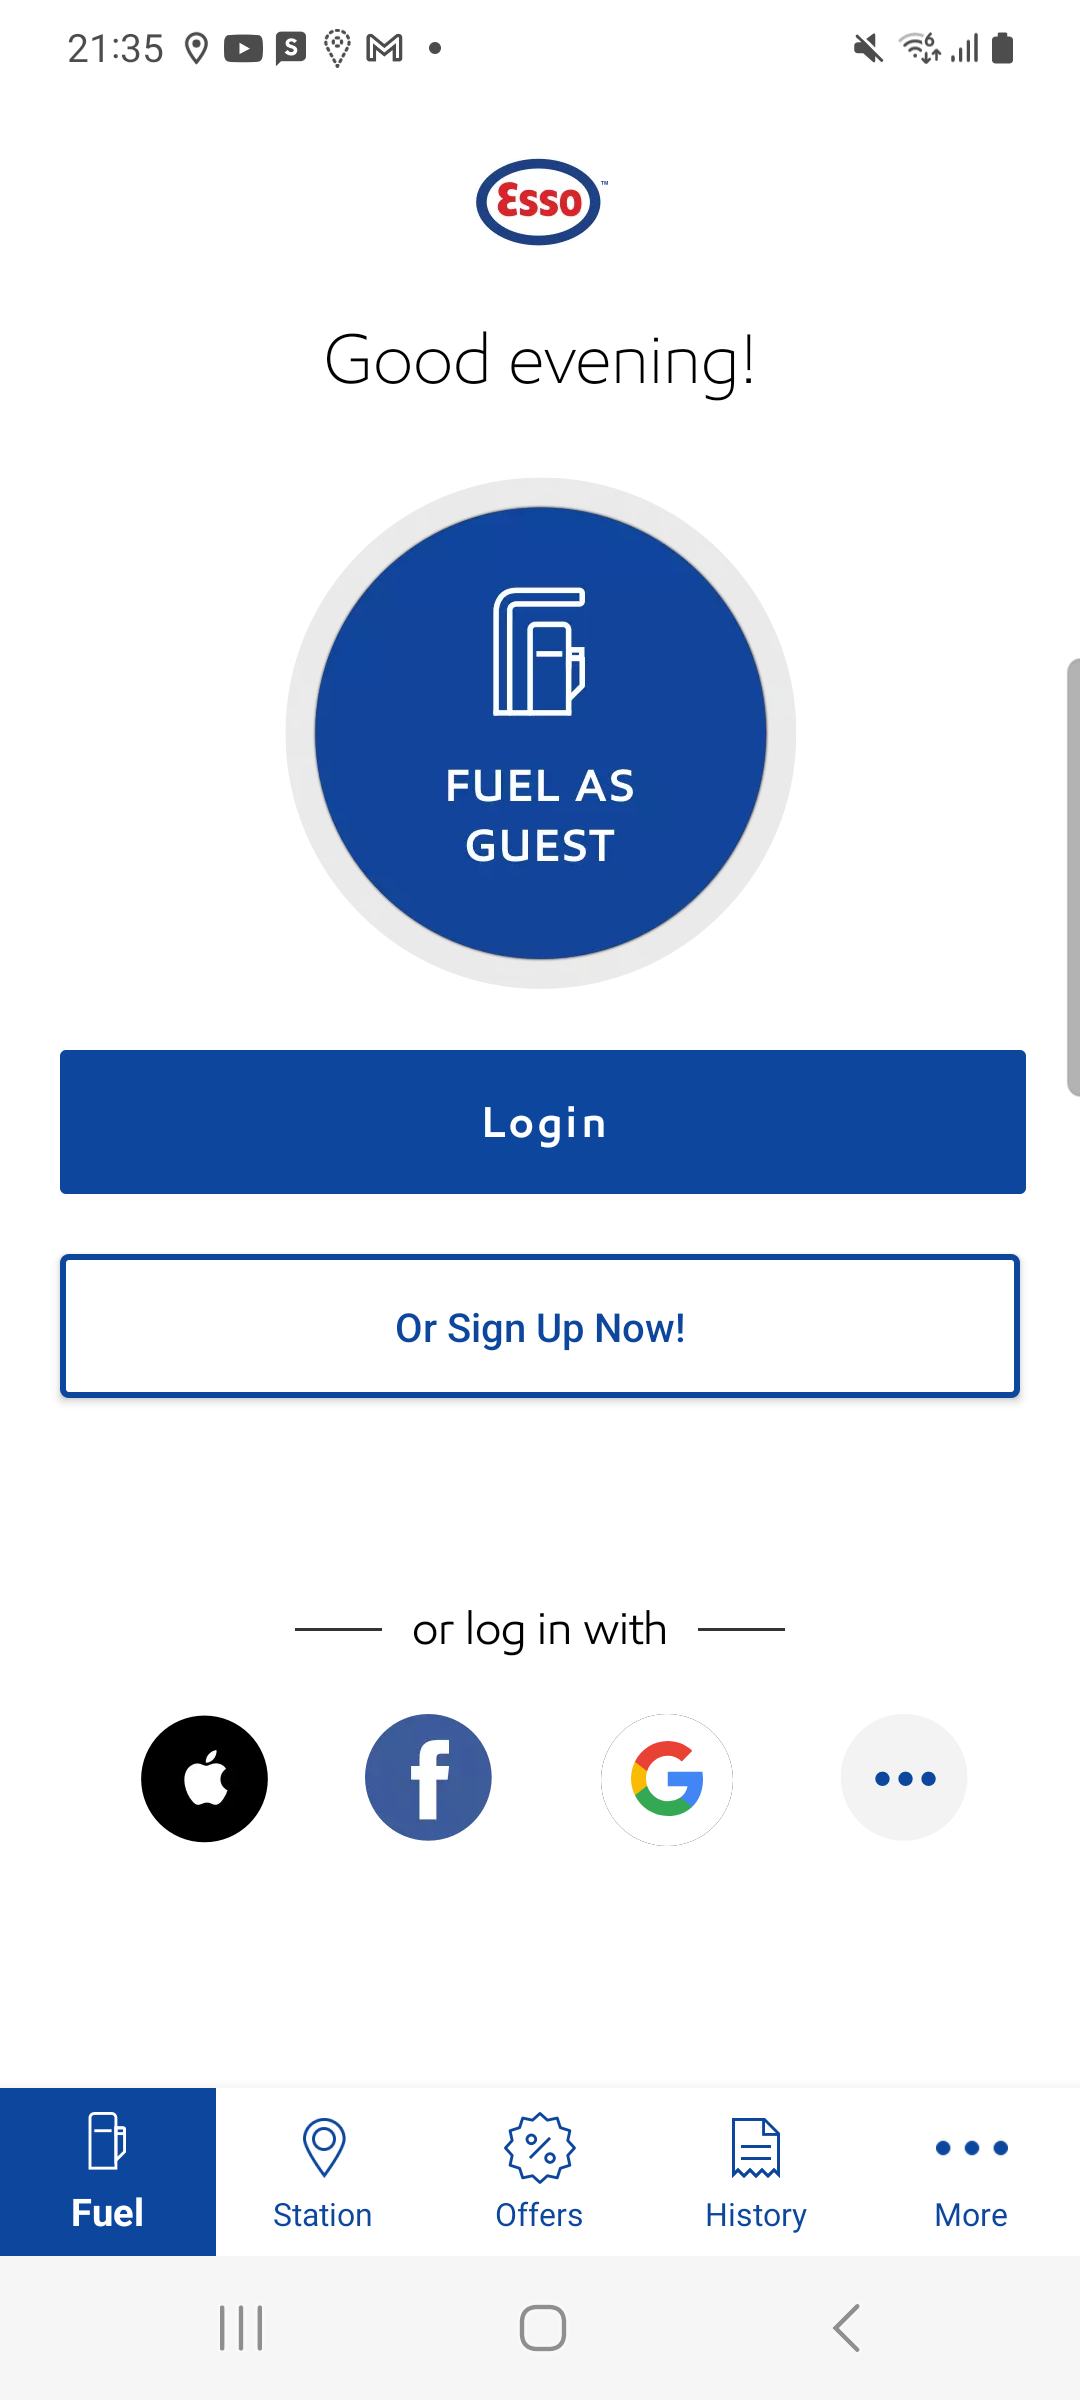 21:35
Esso
Good evening!
FUEL AS
GUEST
Login
Or Sign Up Now!
or log in with
Fuel
Station
Offers
History
More